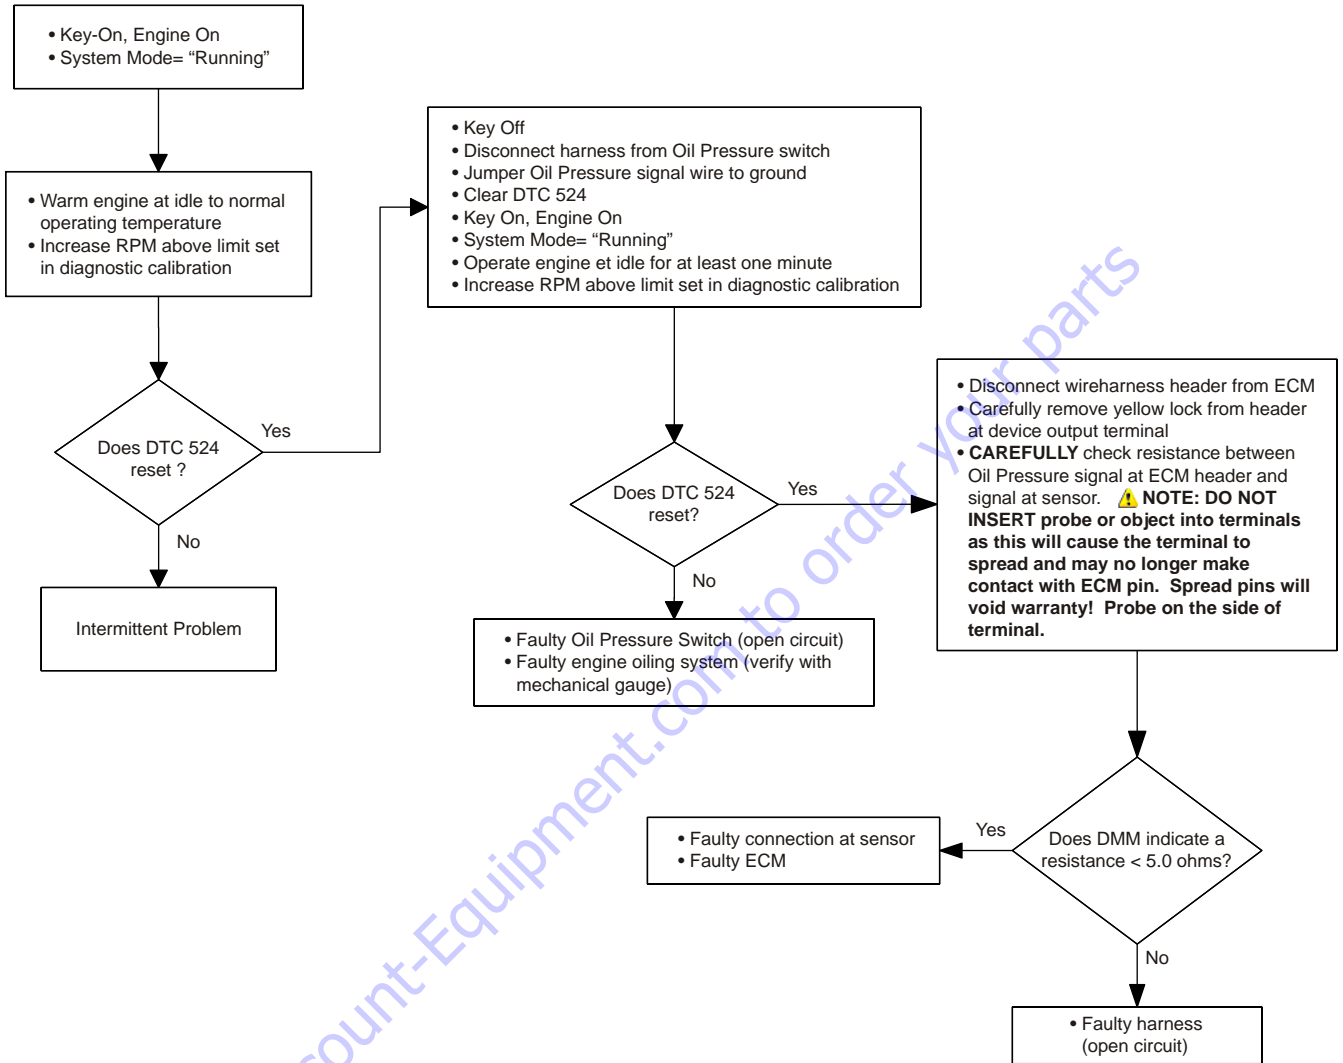 • Key-On, Engine On
• System Mode= “Running”
• Warm engine at idle to normal
operating temperature
• Increase RPM above limit set
in diagnostic calibration
Does DTC 524
reset ?
Yes
No
Intermittent Problem
• Key Off
• Disconnect harness from Oil Pressure switch
• Jumper Oil Pressure signal wire to ground
• Clear DTC 524
• Key On, Engine On
• System Mode= “Running”
• Operate engine et idle for at least one minute
• Increase RPM above limit set in diagnostic calibration
Does DTC 524
reset?
Yes
No
• Faulty Oil Pressure Switch (open circuit)
• Faulty engine oiling system (verify with
mechanical gauge)
• Disconnect wireharness header from ECM
• Carefully remove yellow lock from header
at device output terminal
• CAREFULLY check resistance between
Oil Pressure signal at ECM header and
signal at sensor. NOTE: DO NOT
INSERT probe or object into terminals
as this will cause the terminal to
spread and may no longer make
contact with ECM pin. Spread pins will
void warranty! Probe on the side of
terminal.
Does DMM indicate a
resistance < 5.0 ohms?
Yes
• Faulty connection at sensor
• Faulty ECM
No
• Faulty harness
(open circuit)
ount-Equipment.com to order your parts